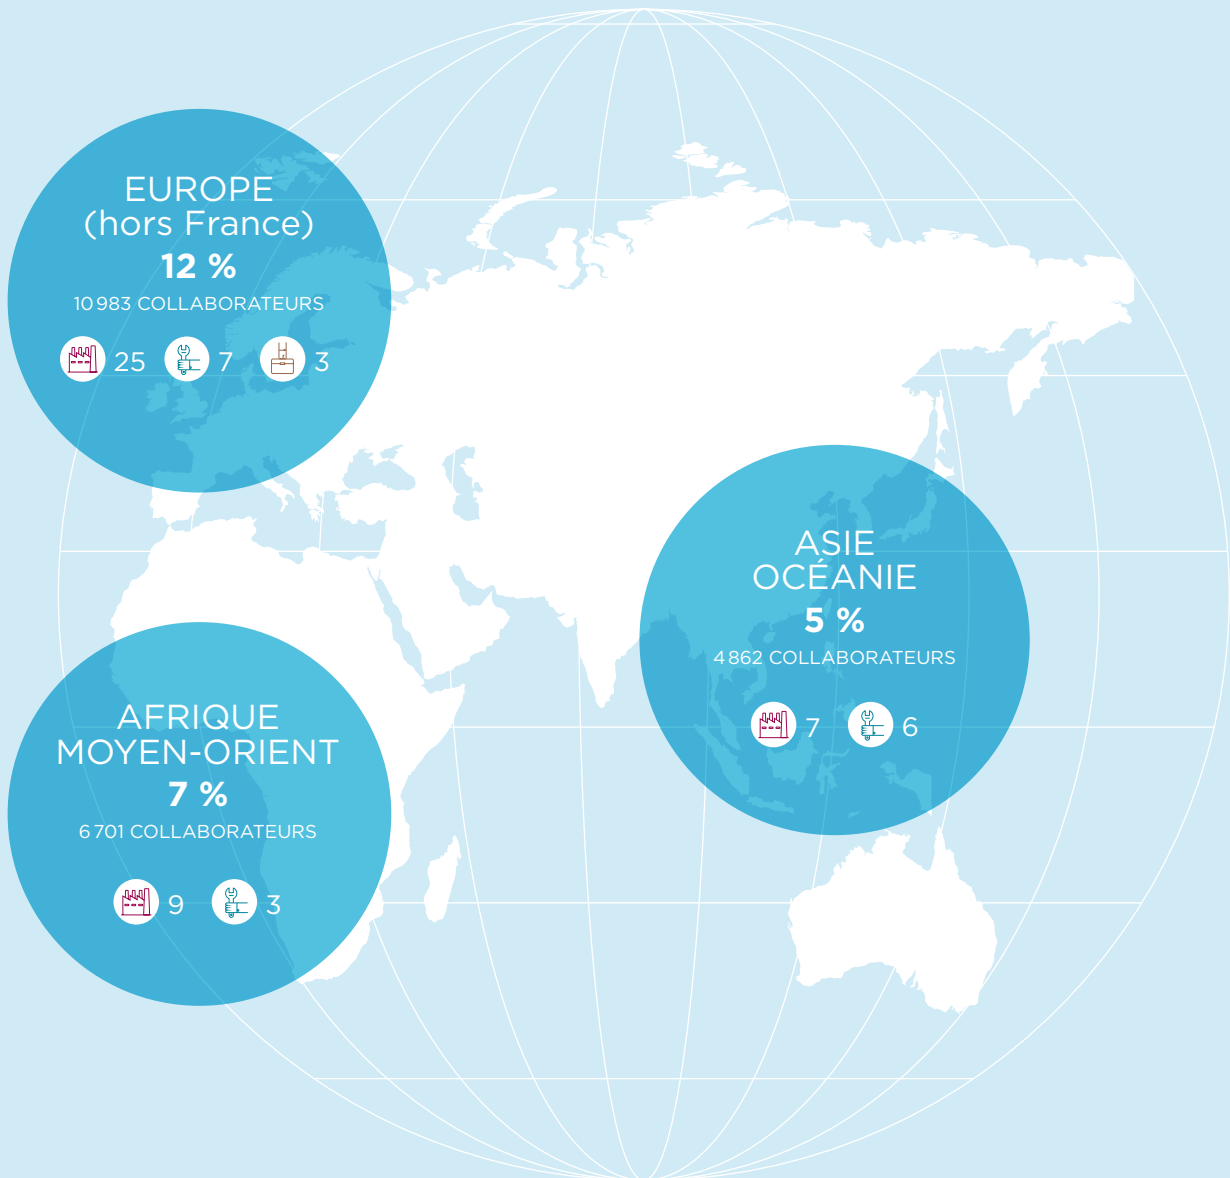 EUROPE
(hors France)
12 %
10 983 COLLABORATEURS
25 7 3
ASIE
OCÉANIE
5 %
4 862 COLLABORATEURS
7 6
AFRIQUE
MOYEN-ORIENT
7 %
6 701 COLLABORATEURS
9 3